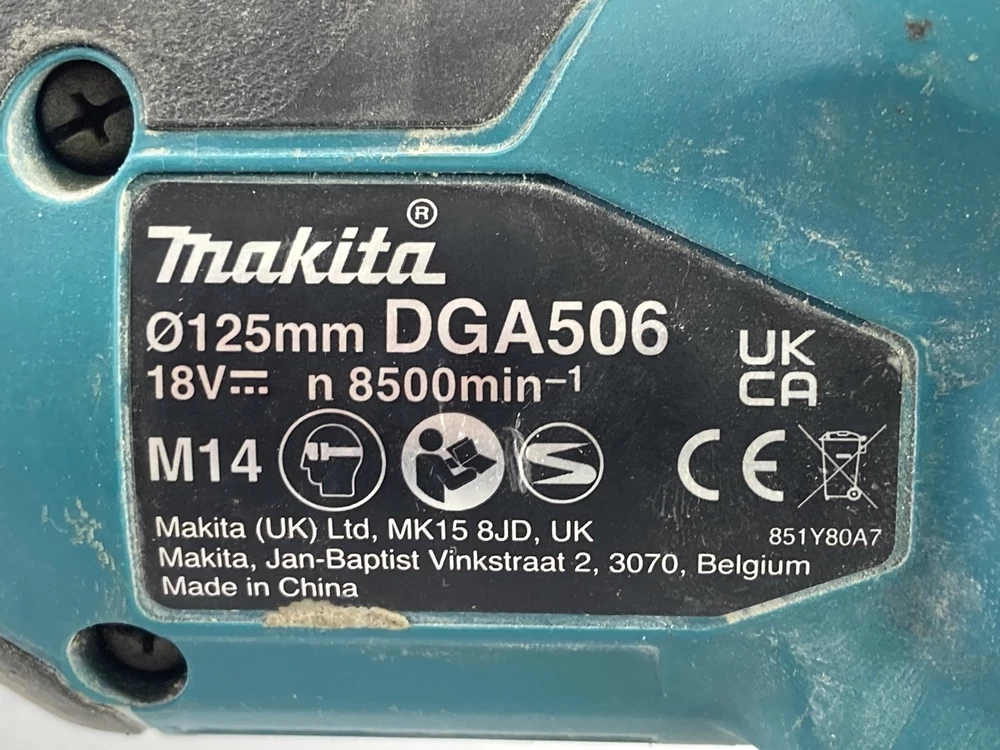 makita®
Ø125mm DGA506
18V⎓ n 8500min⁻¹
UK
CA
M14
CE
Makita (UK) Ltd, MK15 8JD, UK
851Y80A7
Makita, Jan-Baptist Vinkstraat 2, 3070, Belgium
Made in China